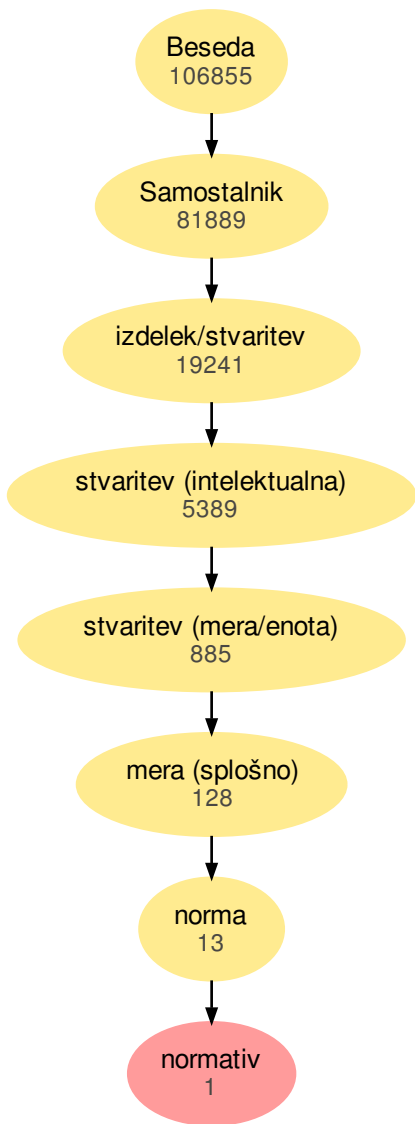 Beseda
106855
Samostalnik
81889
izdelek/stvaritev
19241
stvaritev (intelektualna)
5389
stvaritev (mera/enota)
885
mera (splošno)
128
norma
13
normativ
1